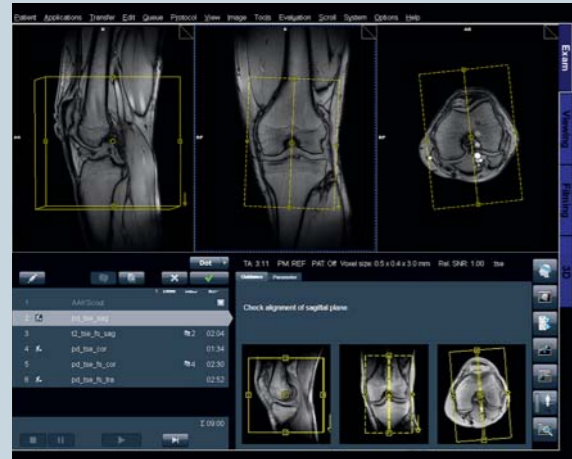 Patient Applications Transfer Edit Queue Protocol View Image Tools Evaluation Scroll System Options Help
Exam
Viewing
Filming
3D
Dot
TA: 3:11 PM: REF PAT: Off Voxel size: 0.5 x 0.4 x 3.0 mm Rel. SNR: 1.00 tse
Guidance Parameter
Check alignment of sagittal plane
1 AAKScout
2 pd_tse_sag
3 t2_tse_fs_sag 2 02:04
4 pd_tse_cor 01:34
5 pd_tse_fs_cor 4 02:30
6 pd_tse_fs_tra 02:52
Σ 09:00